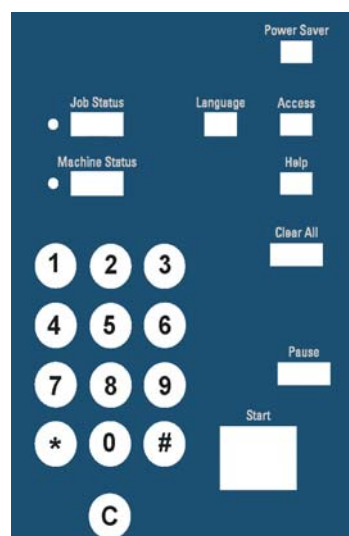 Power Saver
Job Status Language Access
Machine Status Help
Clear All
1 2 3
4 5 6
Pause
7 8 9
Start
* 0 #
C